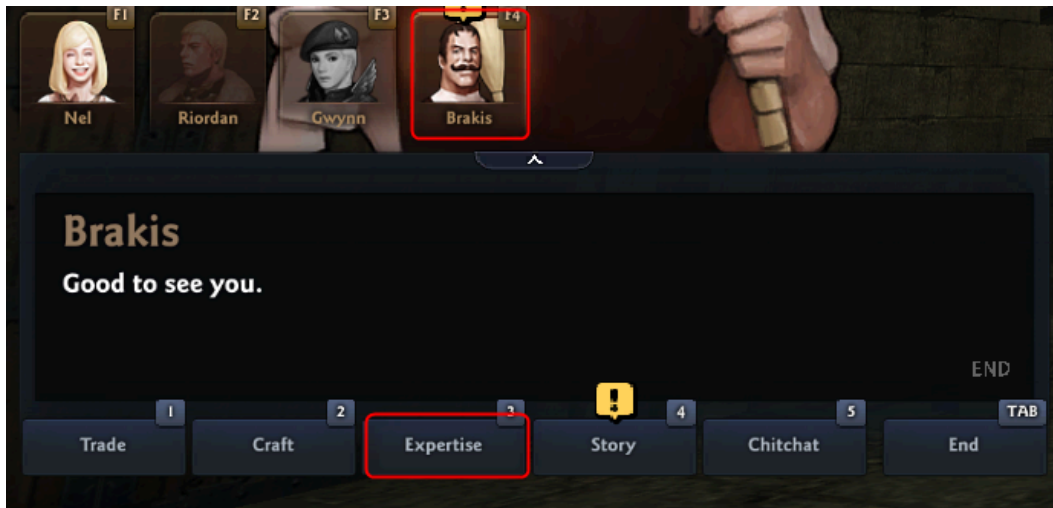 F1
F2
F3
F4
Nel
Riordan
Gwynn
Brakis
Brakis
Good to see you.
END
1
2
3
4
5
TAB
Trade
Craft
Expertise
Story
Chitchat
End